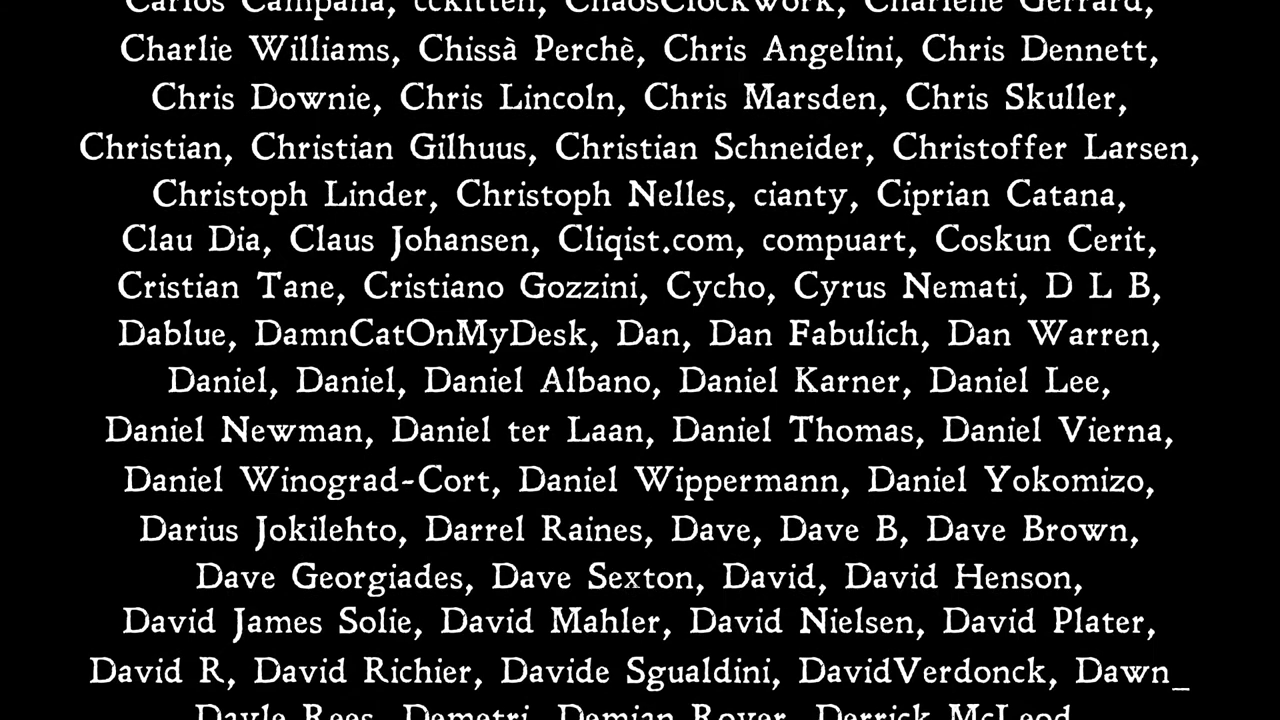 Carlos Campana, cckitten, ChaosClockwork, Charlene Gerrard,
Charlie Williams, Chissà Perchè, Chris Angelini, Chris Dennett,
Chris Downie, Chris Lincoln, Chris Marsden, Chris Skuller,
Christian, Christian Gilhuus, Christian Schneider, Christoffer Larsen,
Christoph Linder, Christoph Nelles, cianty, Ciprian Catana,
Clau Dia, Claus Johansen, Cliqist.com, compuart, Coskun Cerit,
Cristian Tane, Cristiano Gozzini, Cycho, Cyrus Nemati, D L B,
Dablue, DamnCatOnMyDesk, Dan, Dan Fabulich, Dan Warren,
Daniel, Daniel, Daniel Albano, Daniel Karner, Daniel Lee,
Daniel Newman, Daniel ter Laan, Daniel Thomas, Daniel Vierna,
Daniel Winograd-Cort, Daniel Wippermann, Daniel Yokomizo,
Darius Jokilehto, Darrel Raines, Dave, Dave B, Dave Brown,
Dave Georgiades, Dave Sexton, David, David Henson,
David James Solie, David Mahler, David Nielsen, David Plater,
David R, David Richier, Davide Sgualdini, DavidVerdonck, Dawn_
Dayle Rees, Demetri, Demian Royer, Derrick McLeod